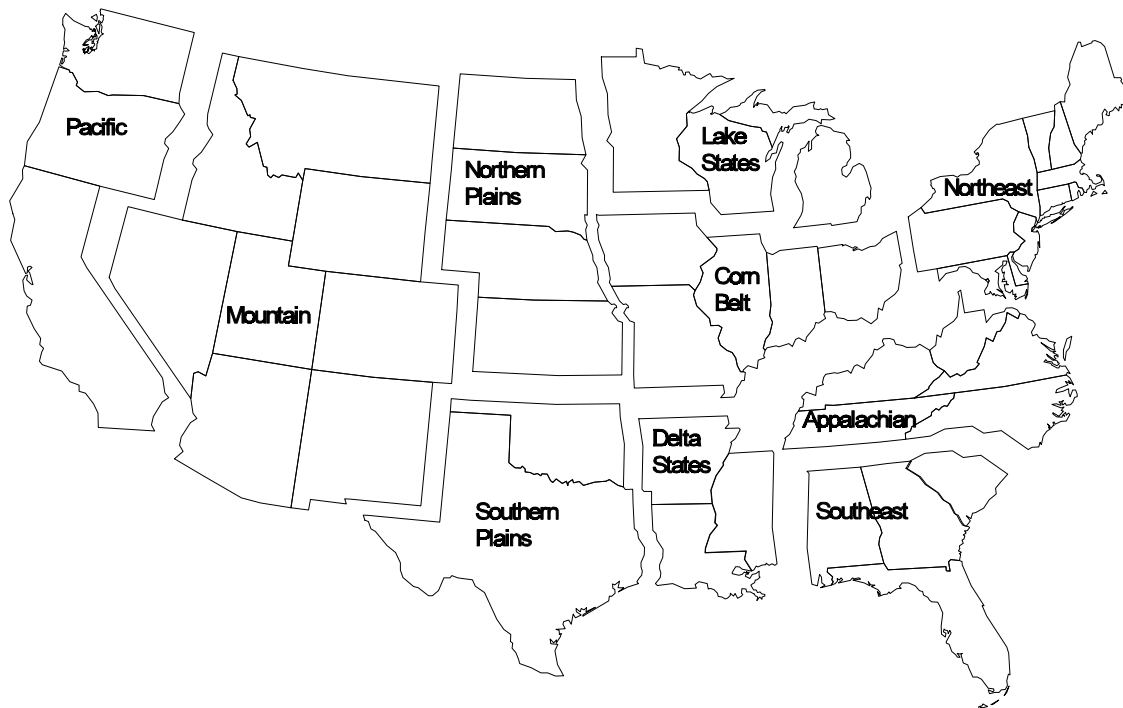 Pacific
Northern
Plains
Lake
States
Northeast
Mountain
Corn
Belt
Appalachian
Delta
States
Southern
Plains
Southeast